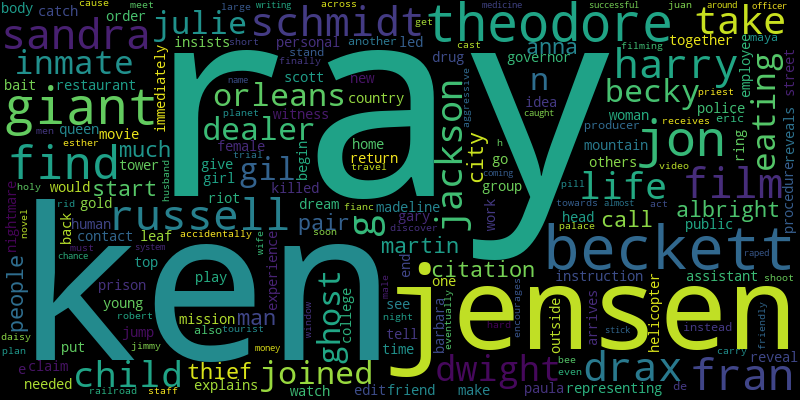 body catch cause meet order large writing across get medicine successful juan around officer
sandra julie schmidt theodore take
insists personal another led stand short finally cast filming together maya
inmate restaurant bait immediately scott drug anna governor n harry employee street
giant ray orleans new country idea becky police eating
queen movie dealer witness aggressive caught producer woman eric priest
esther men much female name planet home jackson city h mountain receives procedure reveals
find tower gil give girl trial begin return travel go others jon ring video
holy would start husband killed group life film
novel rid gold riot dream fianc madeline work coming pill towards almost act albright
nightmare human back russell pair g gary discover head call public
people contact leaf accidentally wife soon martin end palace beckett
must system top experience citation instruction assistant shoot
chance prison ken play ghost college see male one outside arrives helicopter raped
young mission man window night tell barbara eventually hard encourages stick instead friendly
daisy robert also tourist jensen time carry
plan jump jimmy put money bee reveal
child thief joined dwight even drax fran
e claim explains watch paula representing
needed railroad staff edit friend make de